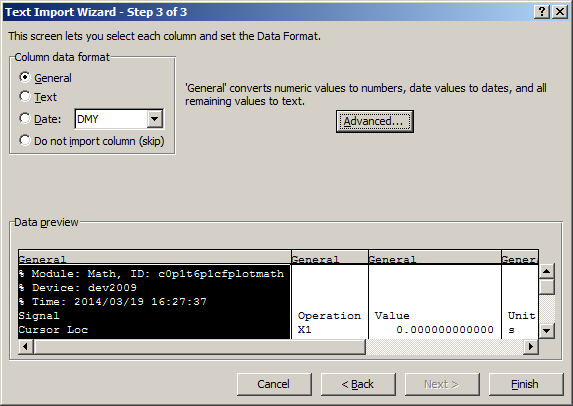 Text Import Wizard - Step 3 of 3
This screen lets you select each column and set the Data Format.
Column data format
General
Text
Date: DMY
Do not import column (skip)
'General' converts numeric values to numbers, date values to dates, and all
remaining values to text.
Advanced...
Data preview
General General General Gener
% Module: Math, ID: c0p1t6p1cfplotmath
% Device: dev2009
% Time: 2014/03/19 16:27:37
Signal Operation Value Unit
Cursor Loc X1 0.000000000000 s
Cancel < Back Next > Finish